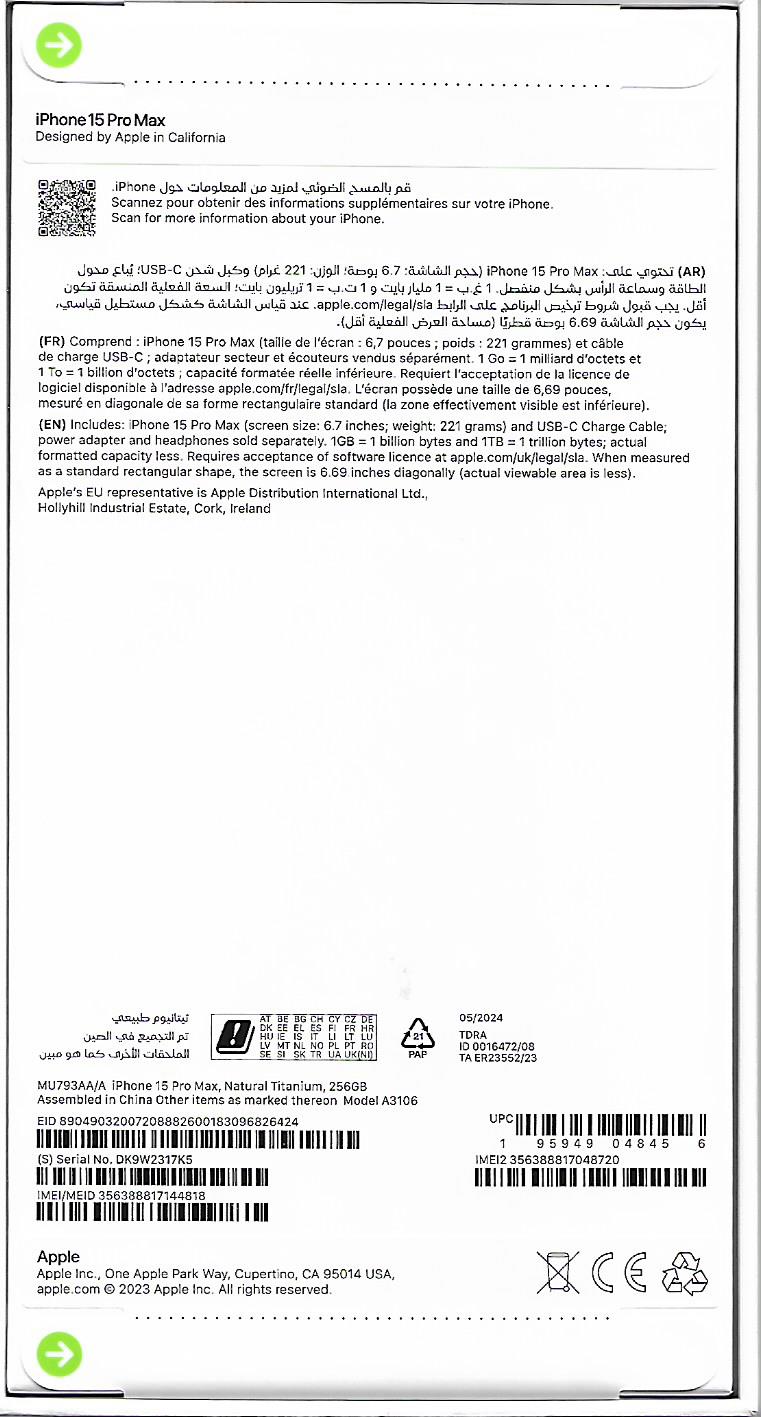 iPhone 15 Pro Max
Designed by Apple in California
قم بالمسح الضوئي لمزيد من المعلومات حول iPhone.
Scannez pour obtenir des informations supplémentaires sur votre iPhone.
Scan for more information about your iPhone.
(AR) تحتوي على: iPhone 15 Pro Max (حجم الشاشة: 6.7 بوصة؛ الوزن: 221 غرام) وكبل شحن USB-C؛ يُباع محول
الطاقة وسماعة الرأس بشكل منفصل. 1 غ.ب = 1 مليار بايت و 1 ت.ب = 1 تريليون بايت؛ السعة الفعلية المنسقة تكون
أقل. يجب قبول شروط ترخيص البرنامج على الرابط apple.com/legal/sla. عند قياس الشاشة كشكل مستطيل قياسي،
يكون حجم الشاشة 6.69 بوصة قطريًا (مساحة العرض الفعلية أقل).
(FR) Comprend : iPhone 15 Pro Max (taille de l'écran : 6,7 pouces ; poids : 221 grammes) et câble
de charge USB-C ; adaptateur secteur et écouteurs vendus séparément. 1 Go = 1 milliard d'octets et
1 To = 1 billion d'octets ; capacité formatée réelle inférieure. Requiert l'acceptation de la licence de
logiciel disponible à l'adresse apple.com/fr/legal/sla. L'écran possède une taille de 6,69 pouces,
mesuré en diagonale de sa forme rectangulaire standard (la zone effectivement visible est inférieure).
(EN) Includes: iPhone 15 Pro Max (screen size: 6.7 inches; weight: 221 grams) and USB-C Charge Cable;
power adapter and headphones sold separately. 1GB = 1 billion bytes and 1TB = 1 trillion bytes; actual
formatted capacity less. Requires acceptance of software licence at apple.com/uk/legal/sla. When measured
as a standard rectangular shape, the screen is 6.69 inches diagonally (actual viewable area is less).
Apple's EU representative is Apple Distribution International Ltd.,
Hollyhill Industrial Estate, Cork, Ireland
تيتانيوم طبيعي
تم التجميع في الصين
الملحقات الأخرى كما هو مبين
AT BE BG CH CY CZ DE
DK EE EL ES FI FR HR
HU IE IS IT LI LT LU
LV MT NL NO PL PT RO
SE SI SK TR UA UK(NI)
21
PAP
05/2024
TDRA
ID 0016472/08
TA ER23552/23
MU793AA/A iPhone 15 Pro Max, Natural Titanium, 256GB
Assembled in China Other items as marked thereon Model A3106
EID 89049032007208882600183096826424
UPC
1 95949 04845 6
(S) Serial No. DK9W2317K5
IMEI2 356388817048720
IMEI/MEID 356388817144818
Apple
Apple Inc., One Apple Park Way, Cupertino, CA 95014 USA,
apple.com © 2023 Apple Inc. All rights reserved.
CE